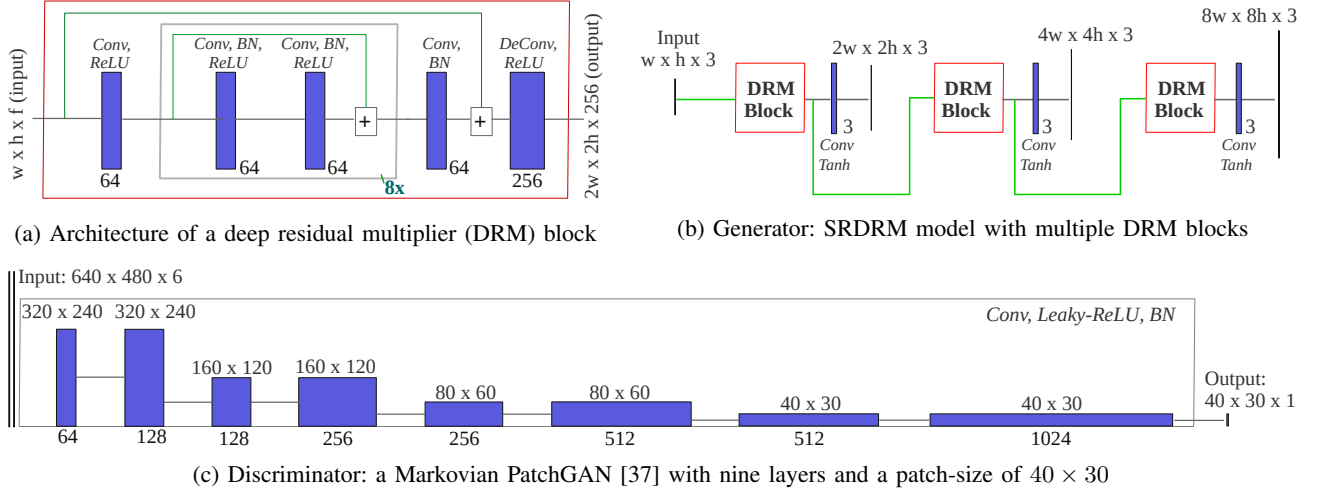 w x h x f (input)
Conv,
ReLU
64
Conv, BN,
ReLU
64
Conv, BN,
ReLU
64
+
8x
Conv,
BN
64
+
DeConv,
ReLU
256
2w x 2h x 256 (output)
(a) Architecture of a deep residual multiplier (DRM) block
Input
w x h x 3
DRM
Block
2w x 2h x 3
3
Conv
Tanh
DRM
Block
4w x 4h x 3
3
Conv
Tanh
DRM
Block
8w x 8h x 3
3
Conv
Tanh
(b) Generator: SRDRM model with multiple DRM blocks
Input: 640 x 480 x 6
Conv, Leaky-ReLU, BN
320 x 240
64
320 x 240
128
160 x 120
128
160 x 120
256
80 x 60
256
80 x 60
512
40 x 30
512
40 x 30
1024
Output:
40 x 30 x 1
(c) Discriminator: a Markovian PatchGAN [37] with nine layers and a patch-size of 40 × 30